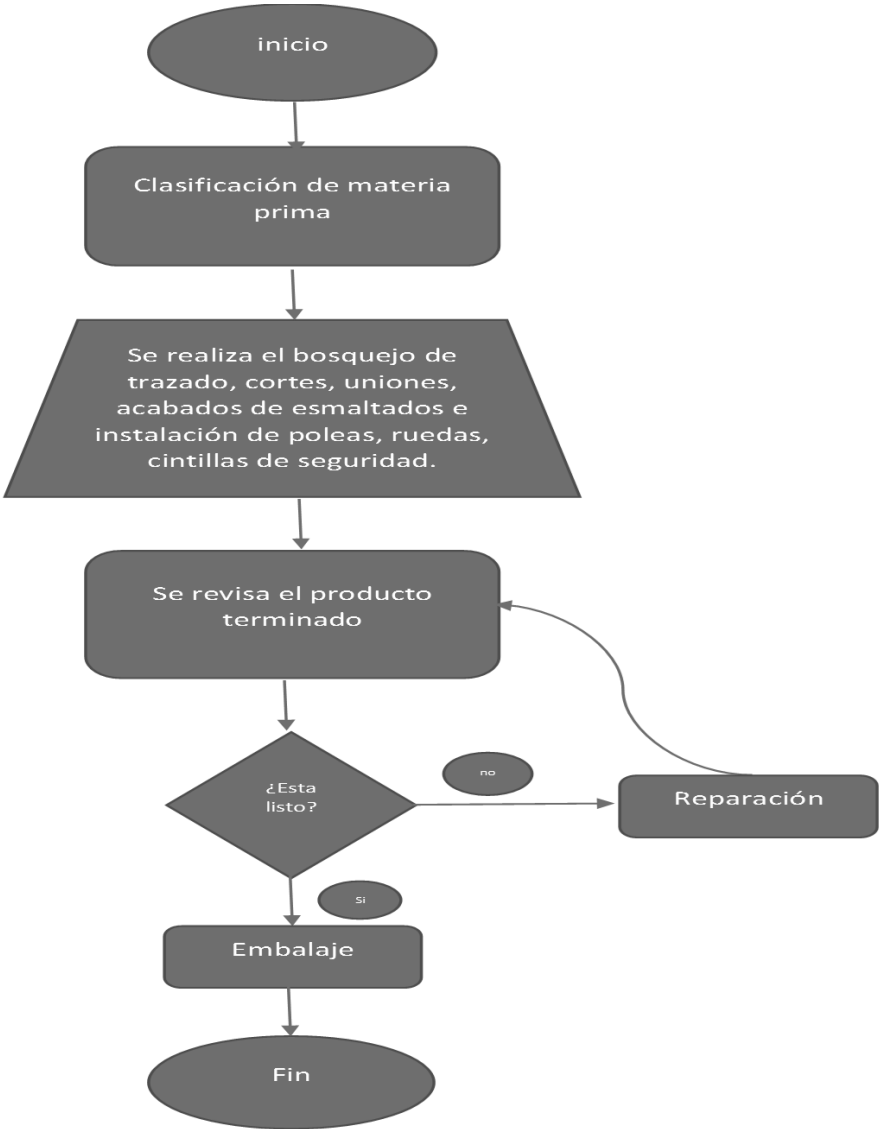 inicio
Clasificación de materia
prima
Se realiza el bosquejo de
trazado, cortes, uniones,
acabados de esmaltados e
instalación de poleas, ruedas,
cintillas de seguridad.
Se revisa el producto
terminado
¿Esta
listo?
no
Reparación
Si
Embalaje
Fin